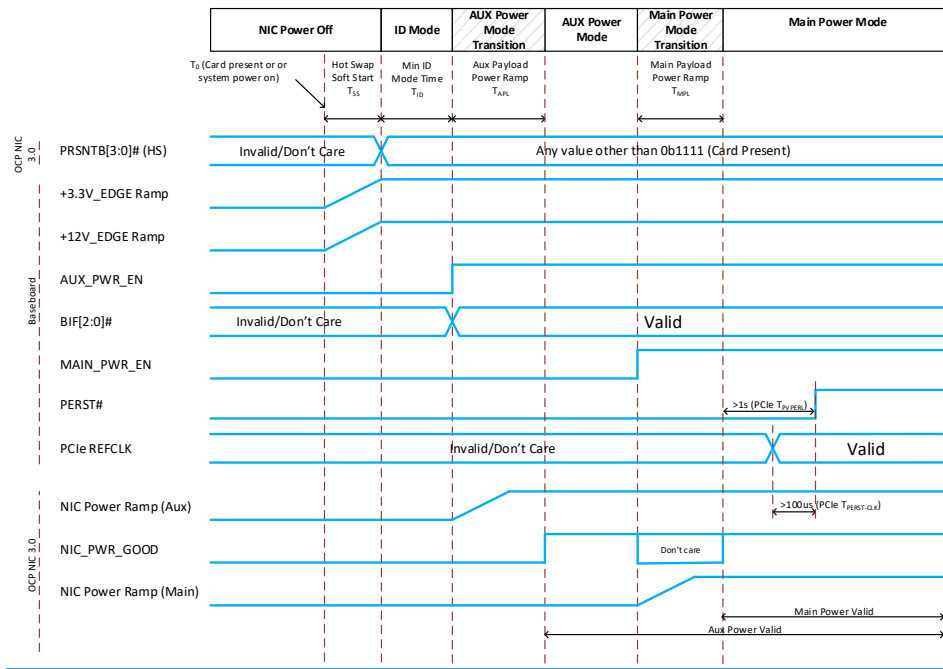 NIC Power Off
ID Mode
AUX Power
Mode
Transition
AUX Power
Mode
Main Power
Mode
Transition
Main Power Mode
T0 (Card present or or
system power on)
Hot Swap
Soft Start
TSS
Min ID
Mode Time
TID
Aux Payload
Power Ramp
TAPL
Main Payload
Power Ramp
TMPL
OCP NIC
3.0
PRSNTB[3:0]# (HS)
Invalid/Don't Care
Any value other than 0b1111 (Card Present)
Baseboard
+3.3V_EDGE Ramp
+12V_EDGE Ramp
AUX_PWR_EN
BIF[2:0]#
Invalid/Don't Care
Valid
MAIN_PWR_EN
PERST#
>1s (PCIe TPVPERL)
PCIe REFCLK
Invalid/Don't Care
Valid
OCP NIC 3.0
NIC Power Ramp (Aux)
>100us (PCIe TPERST-CLK)
NIC_PWR_GOOD
Don't care
NIC Power Ramp (Main)
Main Power Valid
Aux Power Valid